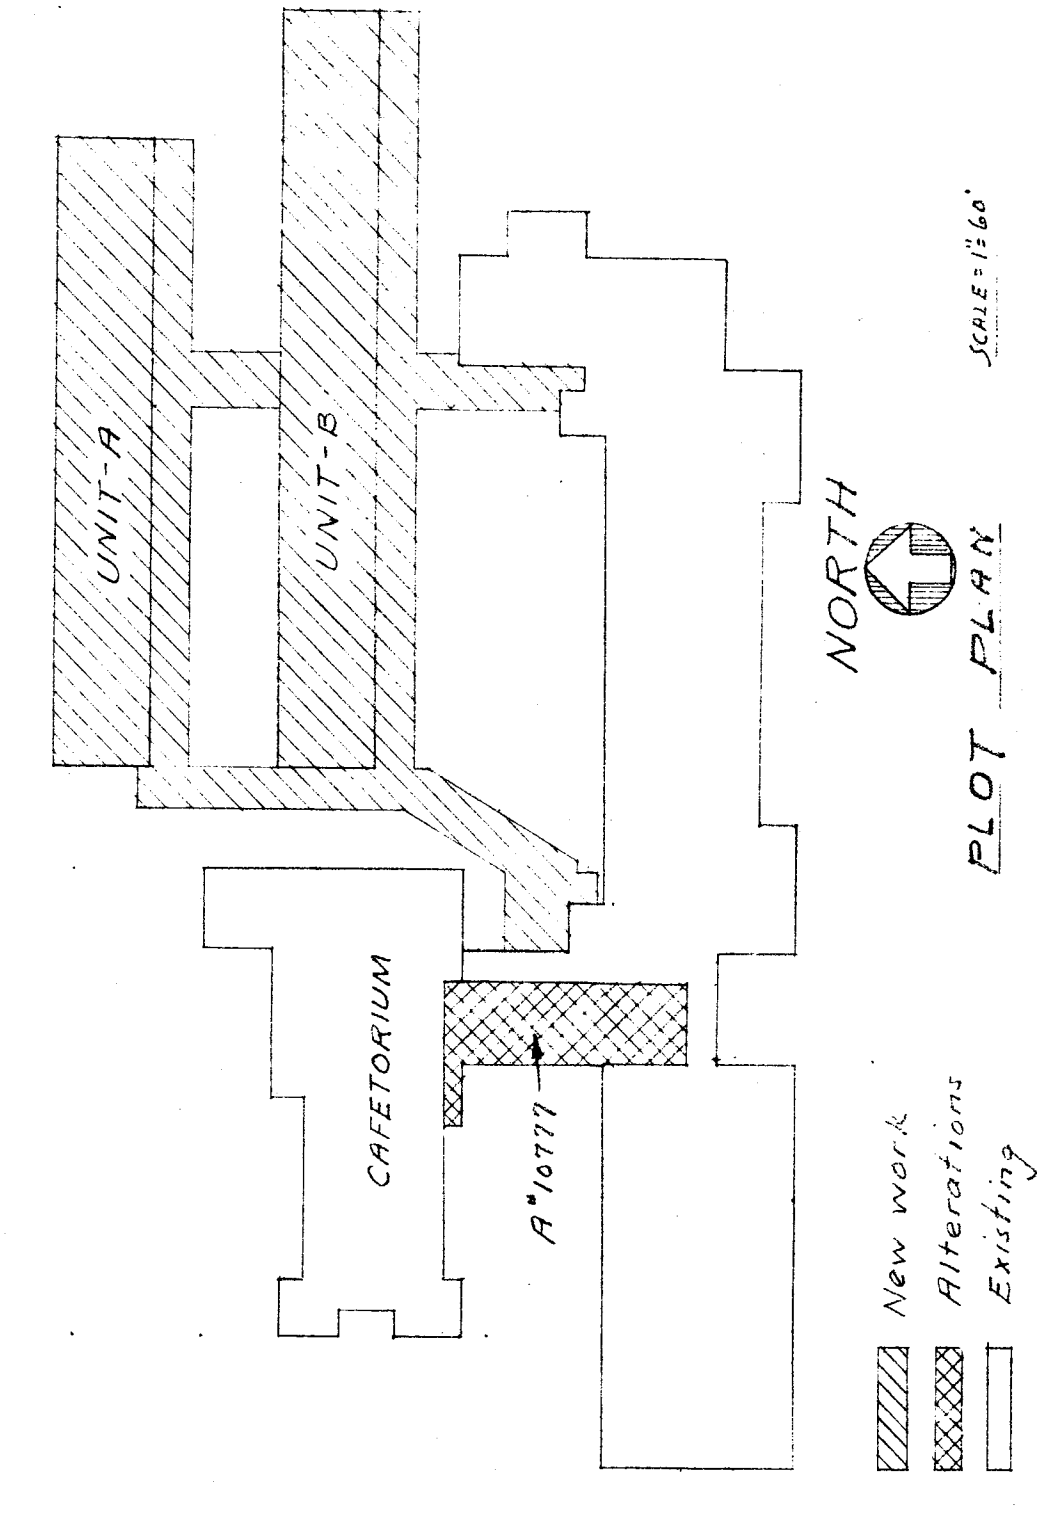 UNIT-A
UNIT-B
CAFETORIUM
A#10777
NORTH
PLOT PLAN
SCALE = 1"= 60'
New work
Alterations
Existing